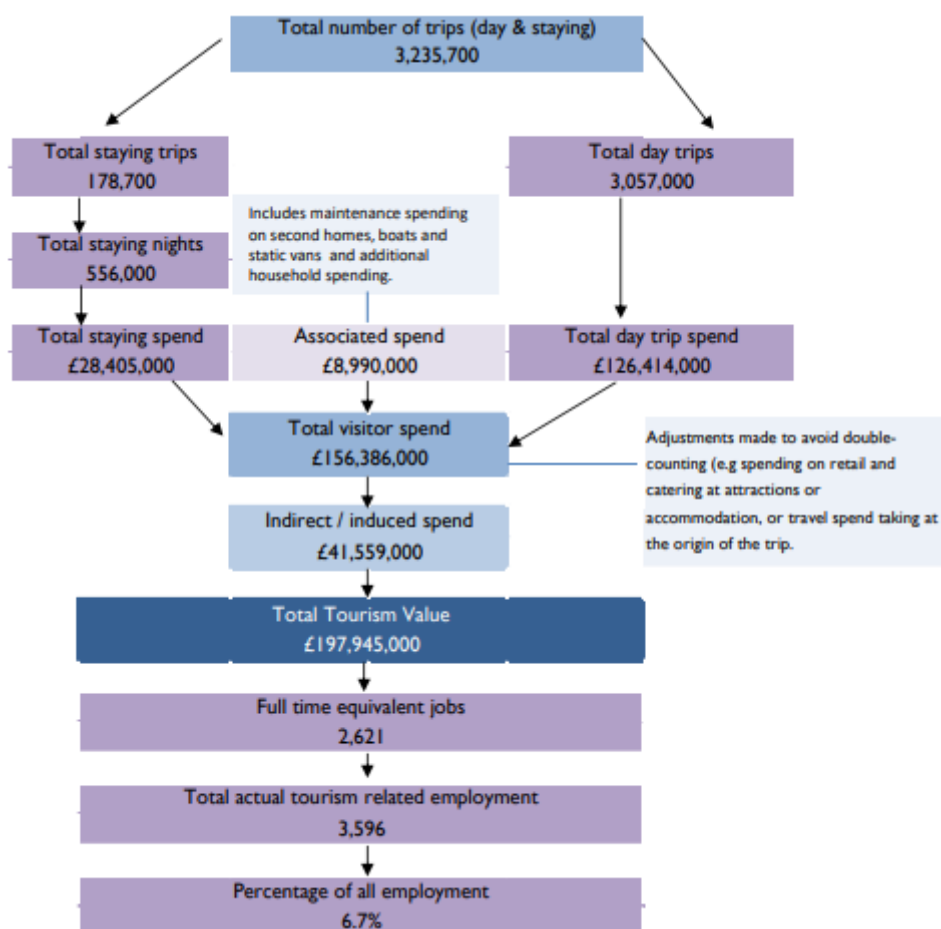 Total number of trips (day & staying)
3,235,700
Total staying trips
178,700
Total day trips
3,057,000
Includes maintenance spending
on second homes, boats and
static vans and additional
household spending.
Total staying nights
556,000
Total staying spend
£28,405,000
Associated spend
£8,990,000
Total day trip spend
£126,414,000
Total visitor spend
£156,386,000
Adjustments made to avoid double-
counting (e.g spending on retail and
catering at attractions or
accommodation, or travel spend taking at
the origin of the trip.
Indirect / induced spend
£41,559,000
Total Tourism Value
£197,945,000
Full time equivalent jobs
2,621
Total actual tourism related employment
3,596
Percentage of all employment
6.7%